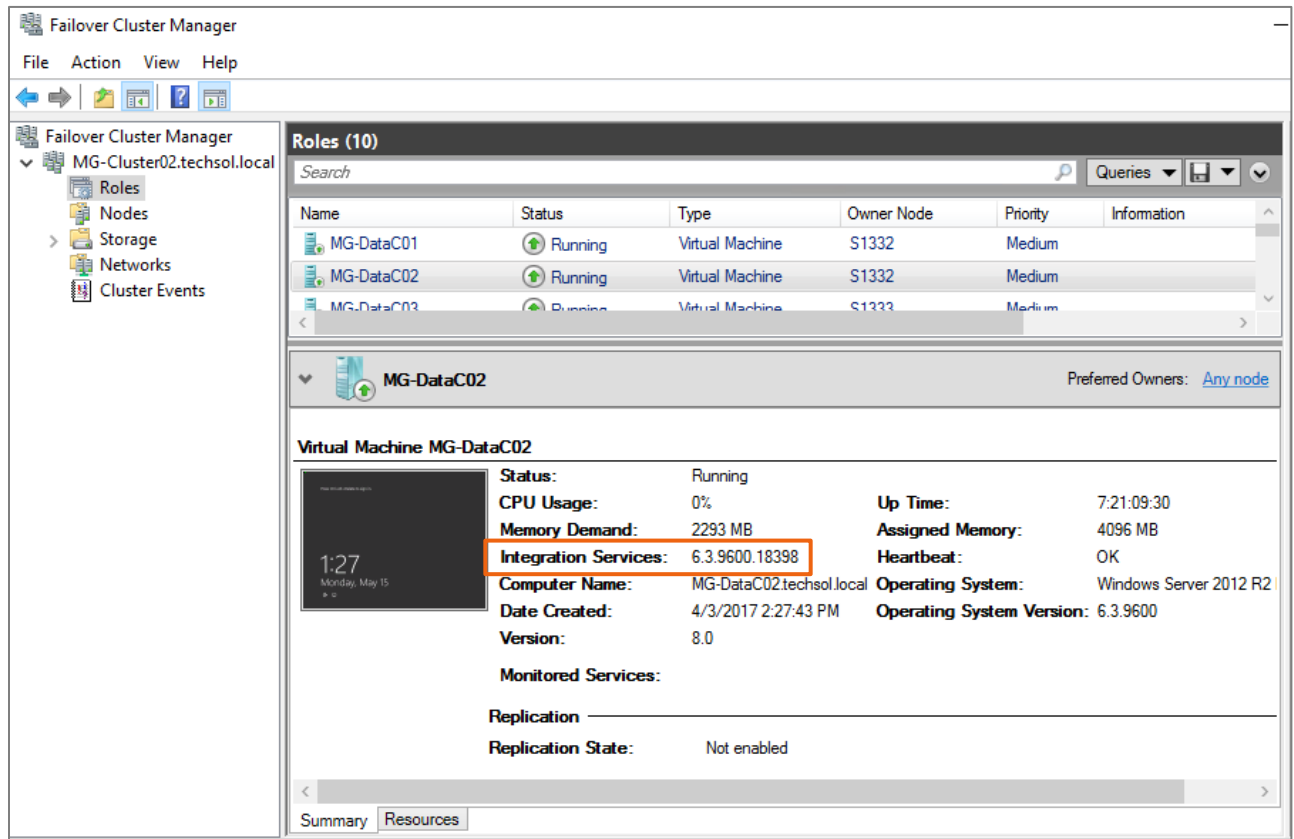 Failover Cluster Manager
File Action View Help
Failover Cluster Manager
MG-Cluster02.techsol.local
Roles
Nodes
Storage
Networks
Cluster Events
Roles (10)
Search
Queries
Name Status Type Owner Node Priority Information
MG-DataC01 Running Virtual Machine S1332 Medium
MG-DataC02 Running Virtual Machine S1332 Medium
MG-DataC03 Running Virtual Machine S1333 Medium
MG-DataC02 Preferred Owners: Any node
Virtual Machine MG-DataC02
1:27
Monday, May 15
Status: Running
CPU Usage: 0% Up Time: 7:21:09:30
Memory Demand: 2293 MB Assigned Memory: 4096 MB
Integration Services: 6.3.9600.18398 Heartbeat: OK
Computer Name: MG-DataC02.techsol.local Operating System: Windows Server 2012 R2
Date Created: 4/3/2017 2:27:43 PM Operating System Version: 6.3.9600
Version: 8.0
Monitored Services:
Replication
Replication State: Not enabled
Summary Resources